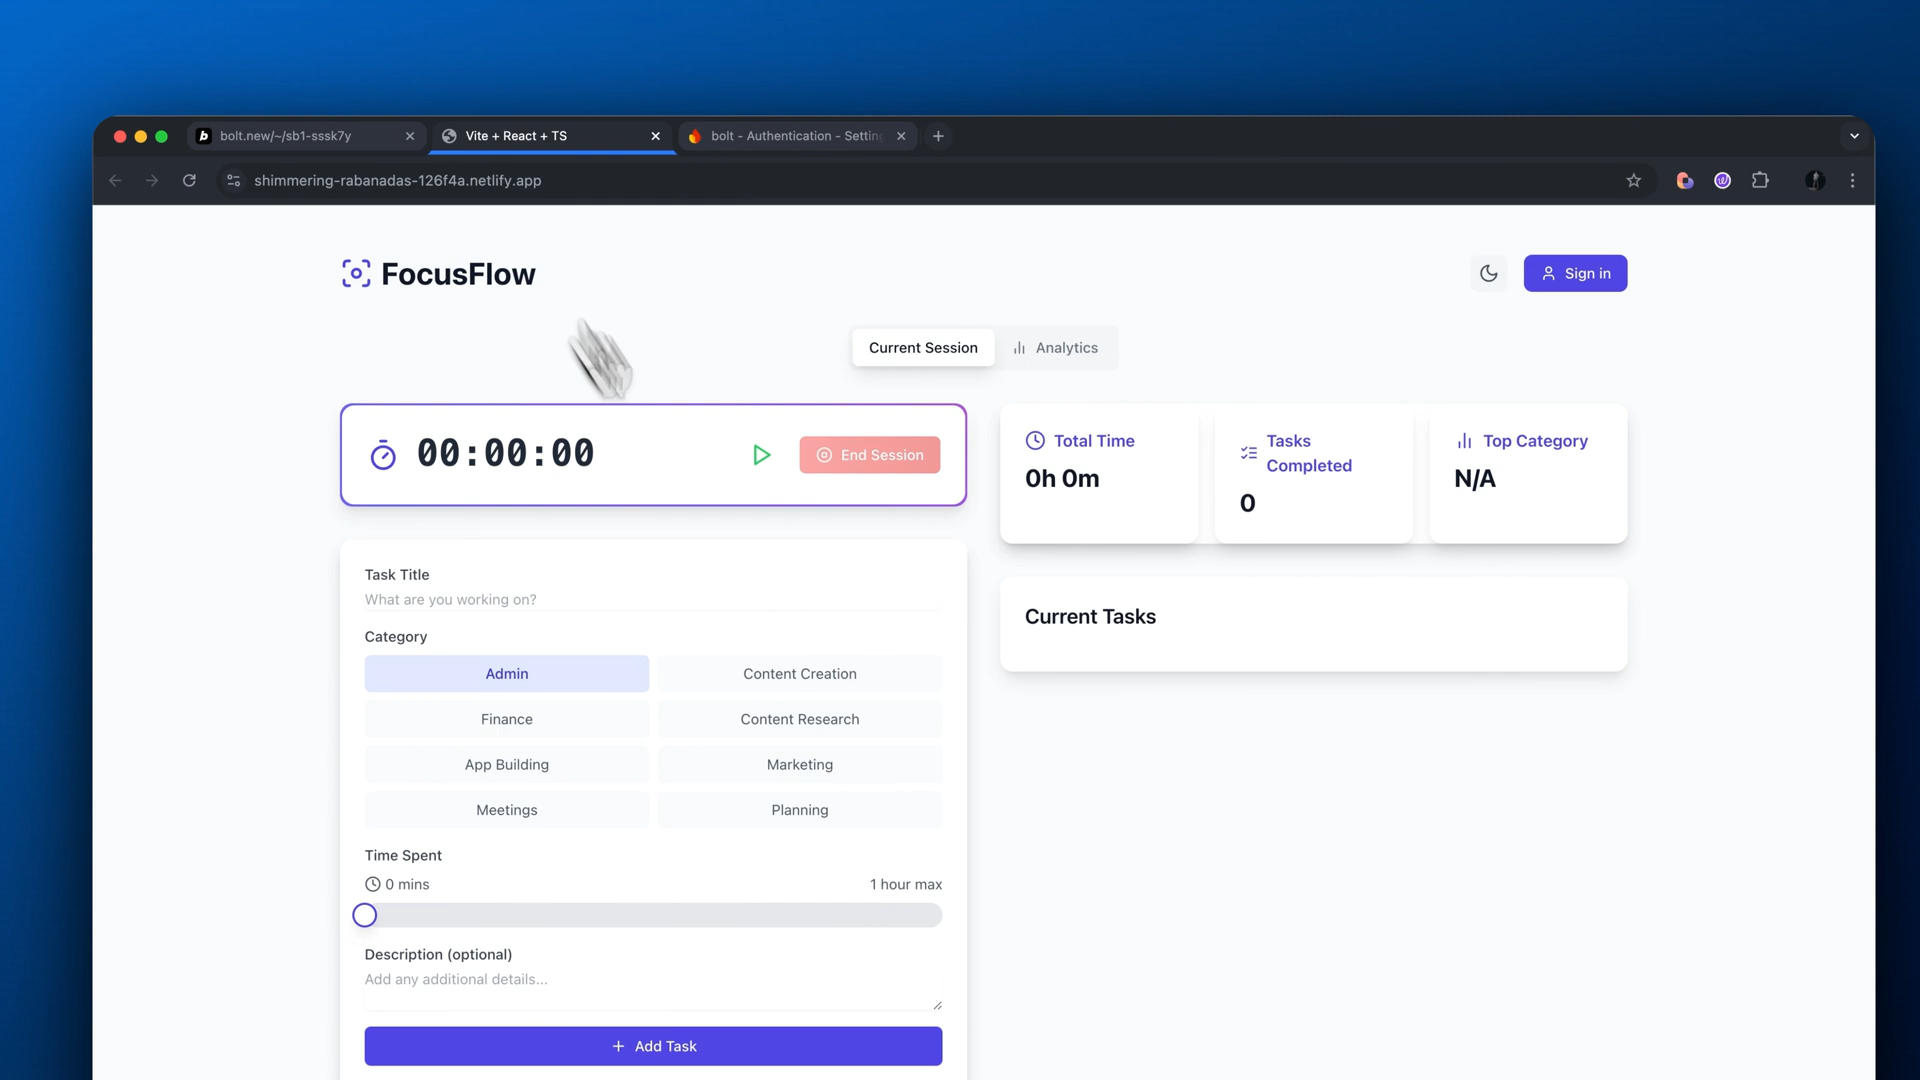 bolt.new/~/sb1-sssk7y
Vite + React + TS
bolt - Authentication - Settin
shimmering-rabanadas-126f4a.netlify.app
FocusFlow
Sign in
Current Session
Analytics
00:00:00
End Session
Total Time
0h 0m
Tasks
Completed
0
Top Category
N/A
Task Title
What are you working on?
Category
Admin
Content Creation
Finance
Content Research
App Building
Marketing
Meetings
Planning
Time Spent
0 mins
1 hour max
Description (optional)
Add any additional details...
+ Add Task
Current Tasks